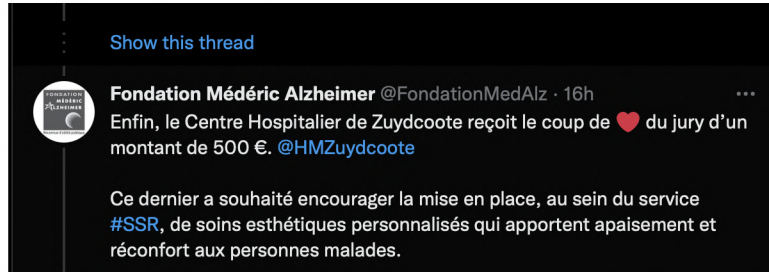 Show this thread
FONDATION
MÉDÉRIC
ALZHEIMER
Fondation Médéric Alzheimer @FondationMedAlz · 16h
Enfin, le Centre Hospitalier de Zuydcoote reçoit le coup de ❤️ du jury d'un
montant de 500 €. @HMZuydcoote
Ce dernier a souhaité encourager la mise en place, au sein du service
#SSR, de soins esthétiques personnalisés qui apportent apaisement et
réconfort aux personnes malades.